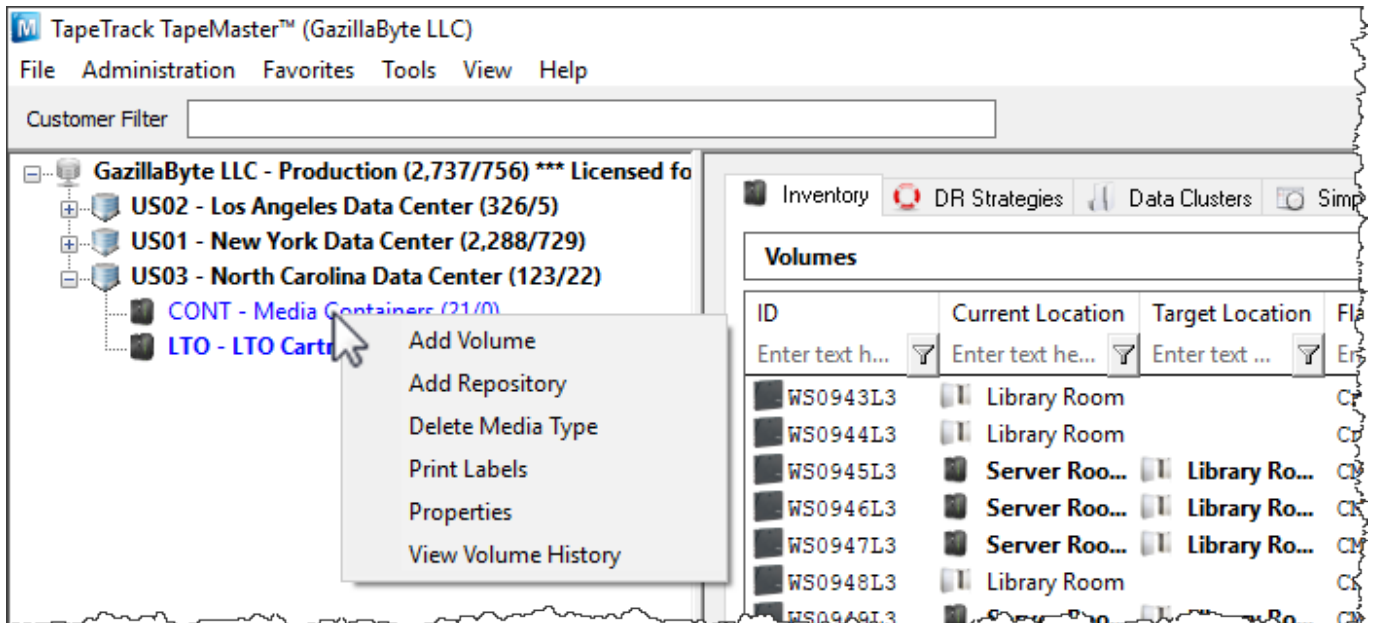 TapeTrack TapeMaster™ (GazillaByte LLC)
File Administration Favorites Tools View Help
Customer Filter
GazillaByte LLC - Production (2,737/756) *** Licensed fo
US02 - Los Angeles Data Center (326/5)
US01 - New York Data Center (2,288/729)
US03 - North Carolina Data Center (123/22)
CONT - Media Containers (21/0)
LTO - LTO Cartr
Add Volume
Add Repository
Delete Media Type
Print Labels
Properties
View Volume History
Inventory DR Strategies Data Clusters Simp
Volumes
ID Current Location Target Location Fla
Enter text h... Enter text he... Enter text ... En
WS0943L3 Library Room
WS0944L3 Library Room
WS0945L3 Server Roo... Library Ro...
WS0946L3 Server Roo... Library Ro...
WS0947L3 Server Roo... Library Ro...
WS0948L3 Library Room
WS0949L3